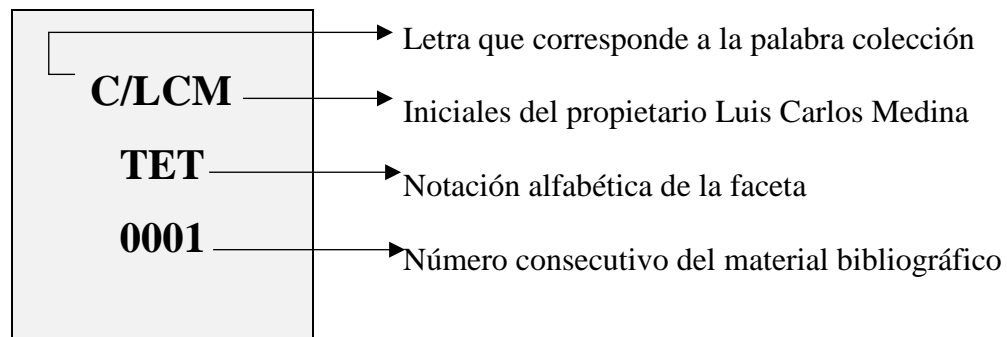 Letra que corresponde a la palabra colección
C/LCM
Iniciales del propietario Luis Carlos Medina
TET
Notación alfabética de la faceta
0001
Número consecutivo del material bibliográfico